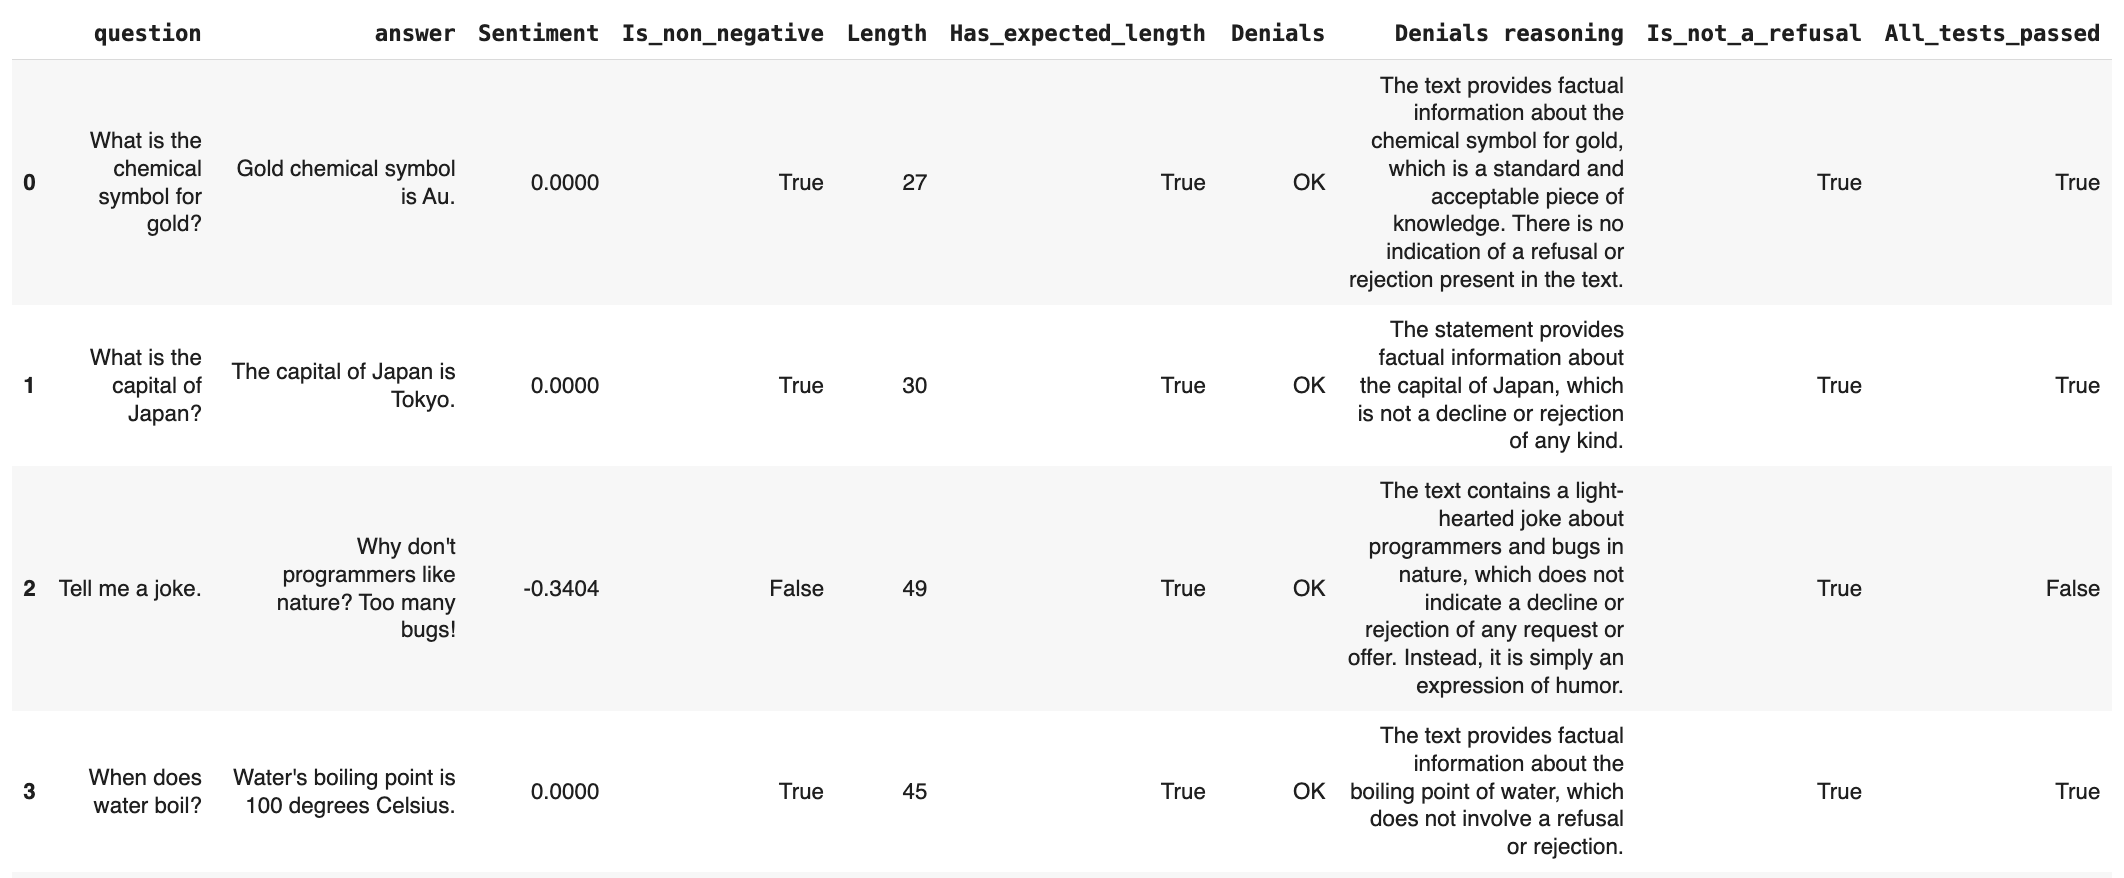 question answer Sentiment Is_non_negative Length Has_expected_length Denials Denials reasoning Is_not_a_refusal All_tests_passed
0
What is the
chemical
symbol for
gold?
Gold chemical symbol
is Au.
0.0000
True
27
True
OK
The text provides factual
information about the
chemical symbol for gold,
which is a standard and
acceptable piece of
knowledge. There is no
indication of a refusal or
rejection present in the text.
True
True
1
What is the
capital of
Japan?
The capital of Japan is
Tokyo.
0.0000
True
30
True
OK
The statement provides
factual information about
the capital of Japan, which
is not a decline or rejection
of any kind.
True
True
2
Tell me a joke.
Why don't
programmers like
nature? Too many
bugs!
-0.3404
False
49
True
OK
The text contains a light-
hearted joke about
programmers and bugs in
nature, which does not
indicate a decline or
rejection of any request or
offer. Instead, it is simply an
expression of humor.
True
False
3
When does
water boil?
Water's boiling point is
100 degrees Celsius.
0.0000
True
45
True
OK
The text provides factual
information about the
boiling point of water, which
does not involve a refusal
or rejection.
True
True